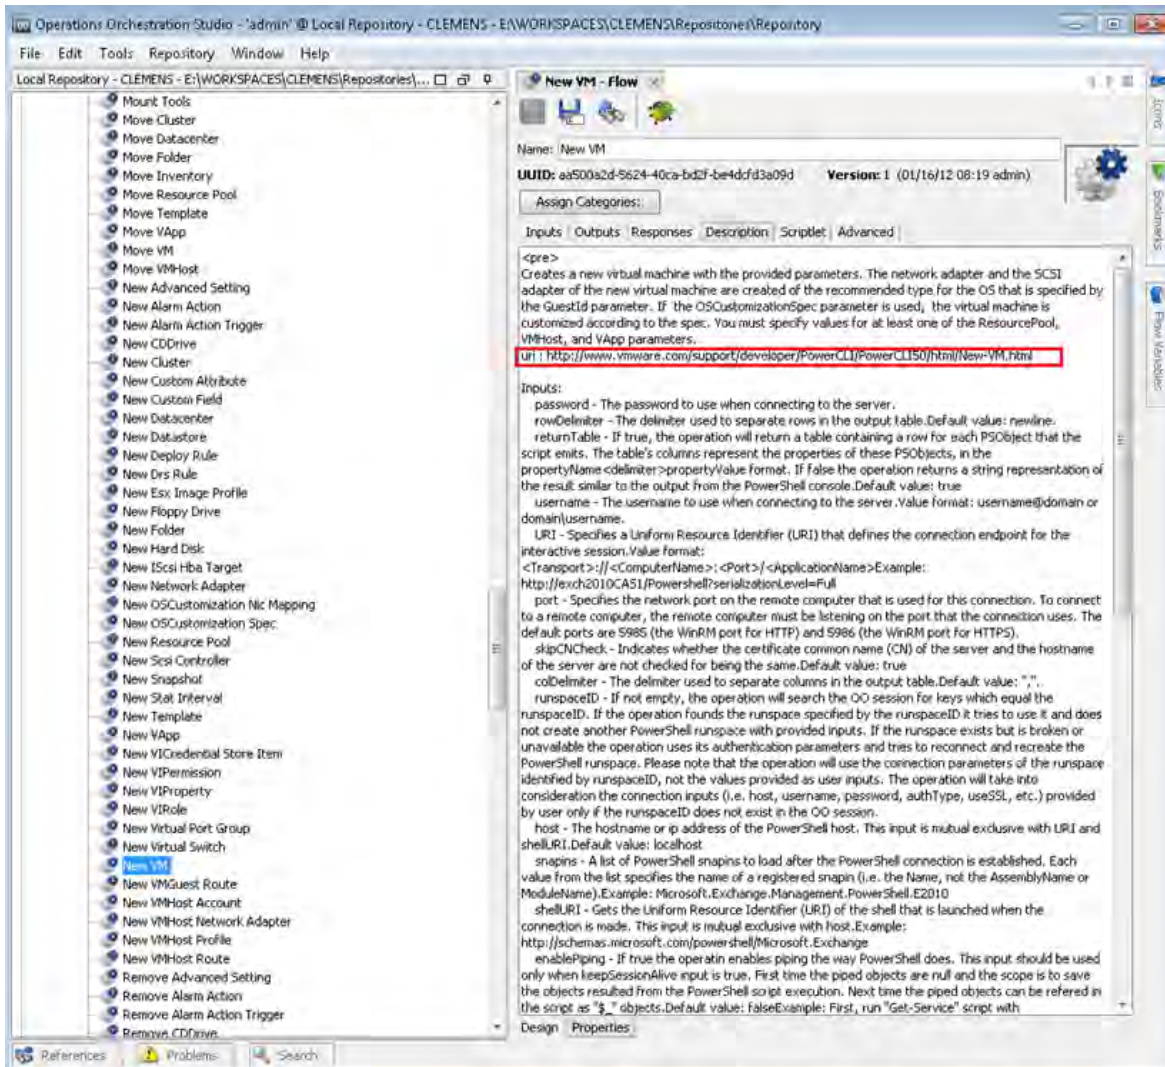 Operations Orchestration Studio - 'admin' @ Local Repository - CLEMENS - E:\WORKSPACES\CLEMENS\Repositories\Repository
File Edit Tools Repository Window Help
Local Repository - CLEMENS - E:\WORKSPACES\CLEMENS\Repositories\...
Mount Tools
Move Cluster
Move Datacenter
Move Folder
Move Inventory
Move Resource Pool
Move Template
Move VApp
Move VM
Move VMHost
New Advanced Setting
New Alarm Action
New Alarm Action Trigger
New CDDrive
New Cluster
New Custom Attribute
New Custom Field
New Datacenter
New Datastore
New Deploy Rule
New Drs Rule
New Esx Image Profile
New Floppy Drive
New Folder
New Hard Disk
New IScsi Hba Target
New Network Adapter
New OSCustomization Nic Mapping
New OSCustomization Spec
New Resource Pool
New Scsi Controller
New Snapshot
New Stat Interval
New Template
New VApp
New VICredential Store Item
New VIPermission
New VIProperty
New VIRole
New Virtual Port Group
New Virtual Switch
New VM
New VMGuest Route
New VMHost Account
New VMHost Network Adapter
New VMHost Profile
New VMHost Route
Remove Advanced Setting
Remove Alarm Action
Remove Alarm Action Trigger
Remove CDDrive
References Problems Search
New VM - Flow
Name: New VM
UUID: aa500a2d-5624-40ca-bd2f-be4dcfd3a09d Version: 1 (01/16/12 08:19 admin)
Assign Categories:
Inputs Outputs Responses Description Scriptlet Advanced
<pre>
Creates a new virtual machine with the provided parameters. The network adapter and the SCSI
adapter of the new virtual machine are created of the recommended type for the OS that is specified by
the GuestId parameter. If the OSCustomizationSpec parameter is used, the virtual machine is
customized according to the spec. You must specify values for at least one of the ResourcePool,
VMHost, and VApp parameters.
url : http://www.vmware.com/support/developer/PowerCLI/PowerCLI50/html/New-VM.html
Inputs:
password - The password to use when connecting to the server.
rowDelimiter - The delimiter used to separate rows in the output table.Default value: newline.
returnTable - If true, the operation will return a table containing a row for each PSObject that the
script emits. The table's columns represent the properties of these PSObjects, in the
propertyName<delimiter>propertyValue format. If false the operation returns a string representation of
the result similar to the output from the PowerShell console.Default value: true
username - The username to use when connecting to the server.Value format: username@domain or
domain\username.
URI - Specifies a Uniform Resource Identifier (URI) that defines the connection endpoint for the
interactive session.Value format:
<Transport>://<ComputerName>:<Port>/<ApplicationName>Example:
http://exch2010CAS1/Powershell?serializationLevel=Full
port - Specifies the network port on the remote computer that is used for this connection. To connect
to a remote computer, the remote computer must be listening on the port that the connection uses. The
default ports are 5985 (the WinRM port for HTTP) and 5986 (the WinRM port for HTTPS).
skipCNCheck - Indicates whether the certificate common name (CN) of the server and the hostname
of the server are not checked for being the same.Default value: true
colDelimiter - The delimiter used to separate columns in the output table.Default value: ",".
runspaceID - If not empty, the operation will search the OO session for keys which equal the
runspaceID. If the operation founds the runspace specified by the runspaceID it tries to use it and does
not create another PowerShell runspace with provided inputs. If the runspace exists but is broken or
unavailable the operation uses its authentication parameters and tries to reconnect and recreate the
PowerShell runspace. Please note that the operation will use the connection parameters of the runspace
identified by runspaceID, not the values provided as user inputs. The operation will take into
consideration the connection inputs (i.e. host, username, password, authType, useSSL, etc.) provided
by user only if the runspaceID does not exist in the OO session.
host - The hostname or ip address of the PowerShell host. This input is mutual exclusive with URI and
shellURI.Default value: localhost
snapins - A list of PowerShell snapins to load after the PowerShell connection is established. Each
value from the list specifies the name of a registered snapin (i.e. the Name, not the AssemblyName or
ModuleName).Example: Microsoft.Exchange.Management.PowerShell.E2010
shellURI - Gets the Uniform Resource Identifier (URI) of the shell that is launched when the
connection is made. This input is mutual exclusive with host.Example:
http://schemas.microsoft.com/powershell/Microsoft.Exchange
enablePiping - If true the operatin enables piping the way PowerShell does. This input should be used
only when keepSessionAlive input is true. First time the piped objects are null and the scope is to save
the objects resulted from the PowerShell script execution. Next time the piped objects can be refered in
the script as "$_" objects.Default value: falseExample: First, run "Get-Service" script with
Design Properties
Icons
Bookmarks
Flow Variables